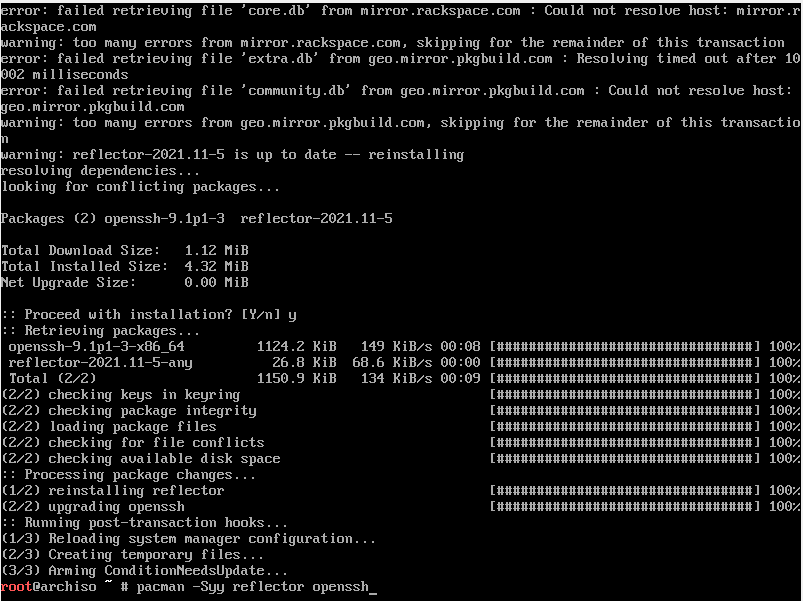 error: failed retrieving file 'core.db' from mirror.rackspace.com : Could not resolve host: mirror.r
ackspace.com
warning: too many errors from mirror.rackspace.com, skipping for the remainder of this transaction
error: failed retrieving file 'extra.db' from geo.mirror.pkgbuild.com : Resolving timed out after 10
002 milliseconds
error: failed retrieving file 'community.db' from geo.mirror.pkgbuild.com : Could not resolve host:
geo.mirror.pkgbuild.com
warning: too many errors from geo.mirror.pkgbuild.com, skipping for the remainder of this transactio
n
warning: reflector-2021.11-5 is up to date -- reinstalling
resolving dependencies...
looking for conflicting packages...

Packages (2) openssh-9.1p1-3  reflector-2021.11-5

Total Download Size:   1.12 MiB
Total Installed Size:  4.32 MiB
Net Upgrade Size:      0.00 MiB

:: Proceed with installation? [Y/n] y
:: Retrieving packages...
 openssh-9.1p1-3-x86_64         1124.2 KiB   149 KiB/s 00:08 [################################] 100%
 reflector-2021.11-5-any          26.8 KiB  68.6 KiB/s 00:00 [################################] 100%
 Total (2/2)                    1150.9 KiB   134 KiB/s 00:09 [################################] 100%
(2/2) checking keys in keyring                               [################################] 100%
(2/2) checking package integrity                             [################################] 100%
(2/2) loading package files                                  [################################] 100%
(2/2) checking for file conflicts                            [################################] 100%
(2/2) checking available disk space                          [################################] 100%
:: Processing package changes...
(1/2) reinstalling reflector                                 [################################] 100%
(2/2) upgrading openssh                                      [################################] 100%
:: Running post-transaction hooks...
(1/3) Reloading system manager configuration...
(2/3) Creating temporary files...
(3/3) Arming ConditionNeedsUpdate...
root@archiso ~ # pacman -Syy reflector openssh_